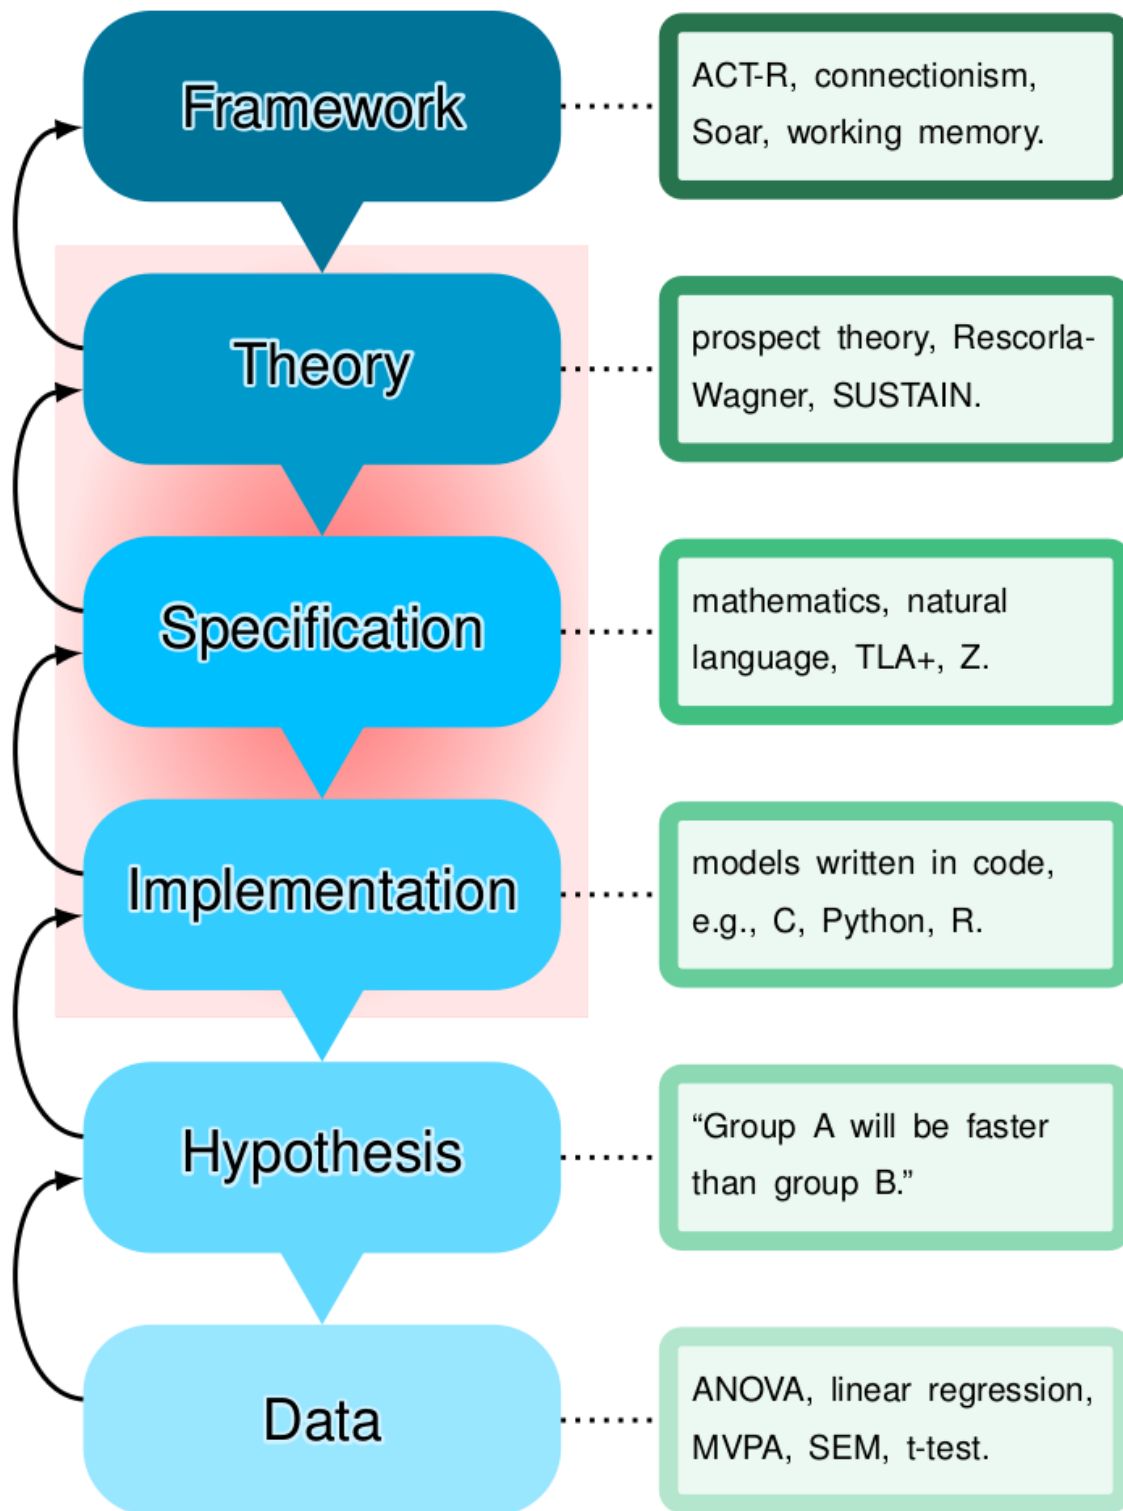 Framework
ACT-R, connectionism,
Soar, working memory.
Theory
prospect theory, Rescorla-
Wagner, SUSTAIN.
Specification
mathematics, natural
language, TLA+, Z.
Implementation
models written in code,
e.g., C, Python, R.
Hypothesis
“Group A will be faster
than group B.”
Data
ANOVA, linear regression,
MVPA, SEM, t-test.